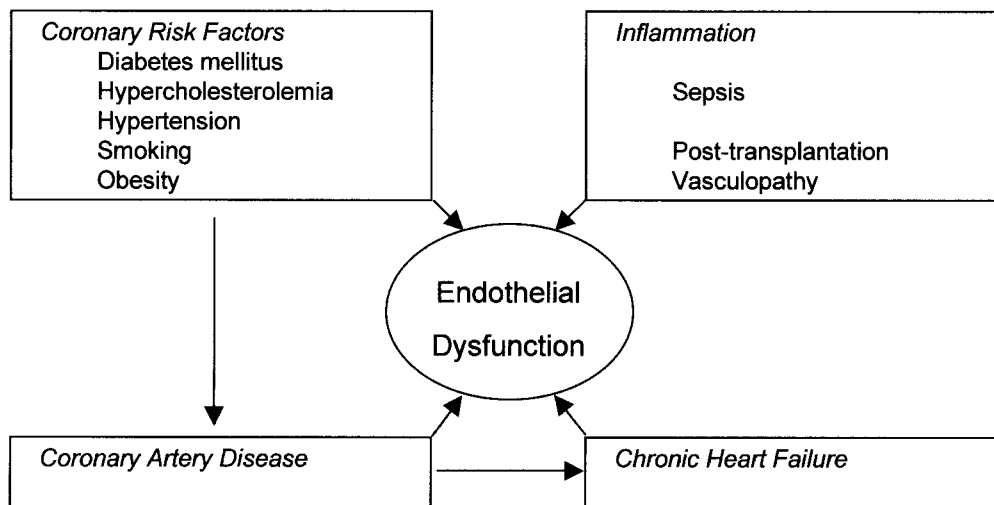 Coronary Risk Factors
Diabetes mellitus
Hypercholesterolemia
Hypertension
Smoking
Obesity
Inflammation
Sepsis
Post-transplantation
Vasculopathy
Endothelial
Dysfunction
Coronary Artery Disease
Chronic Heart Failure